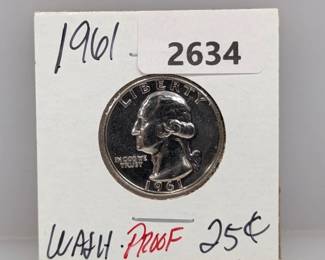 1961
2634
LIBERTY
IN GOD WE
TRUST
1961
WASH. PROOF 25¢